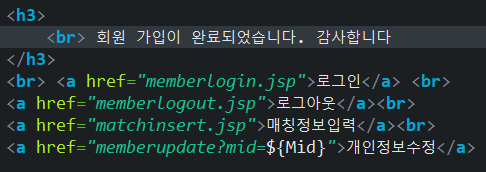 <h3>
<br> 회원 가입이 완료되었습니다. 감사합니다
</h3>
<br> <a href="memberlogin.jsp">로그인</a> <br>
<a href="memberlogout.jsp">로그아웃</a><br>
<a href="matchinsert.jsp">매칭정보입력</a><br>
<a href="memberupdate?mid=${Mid}">개인정보수정</a>